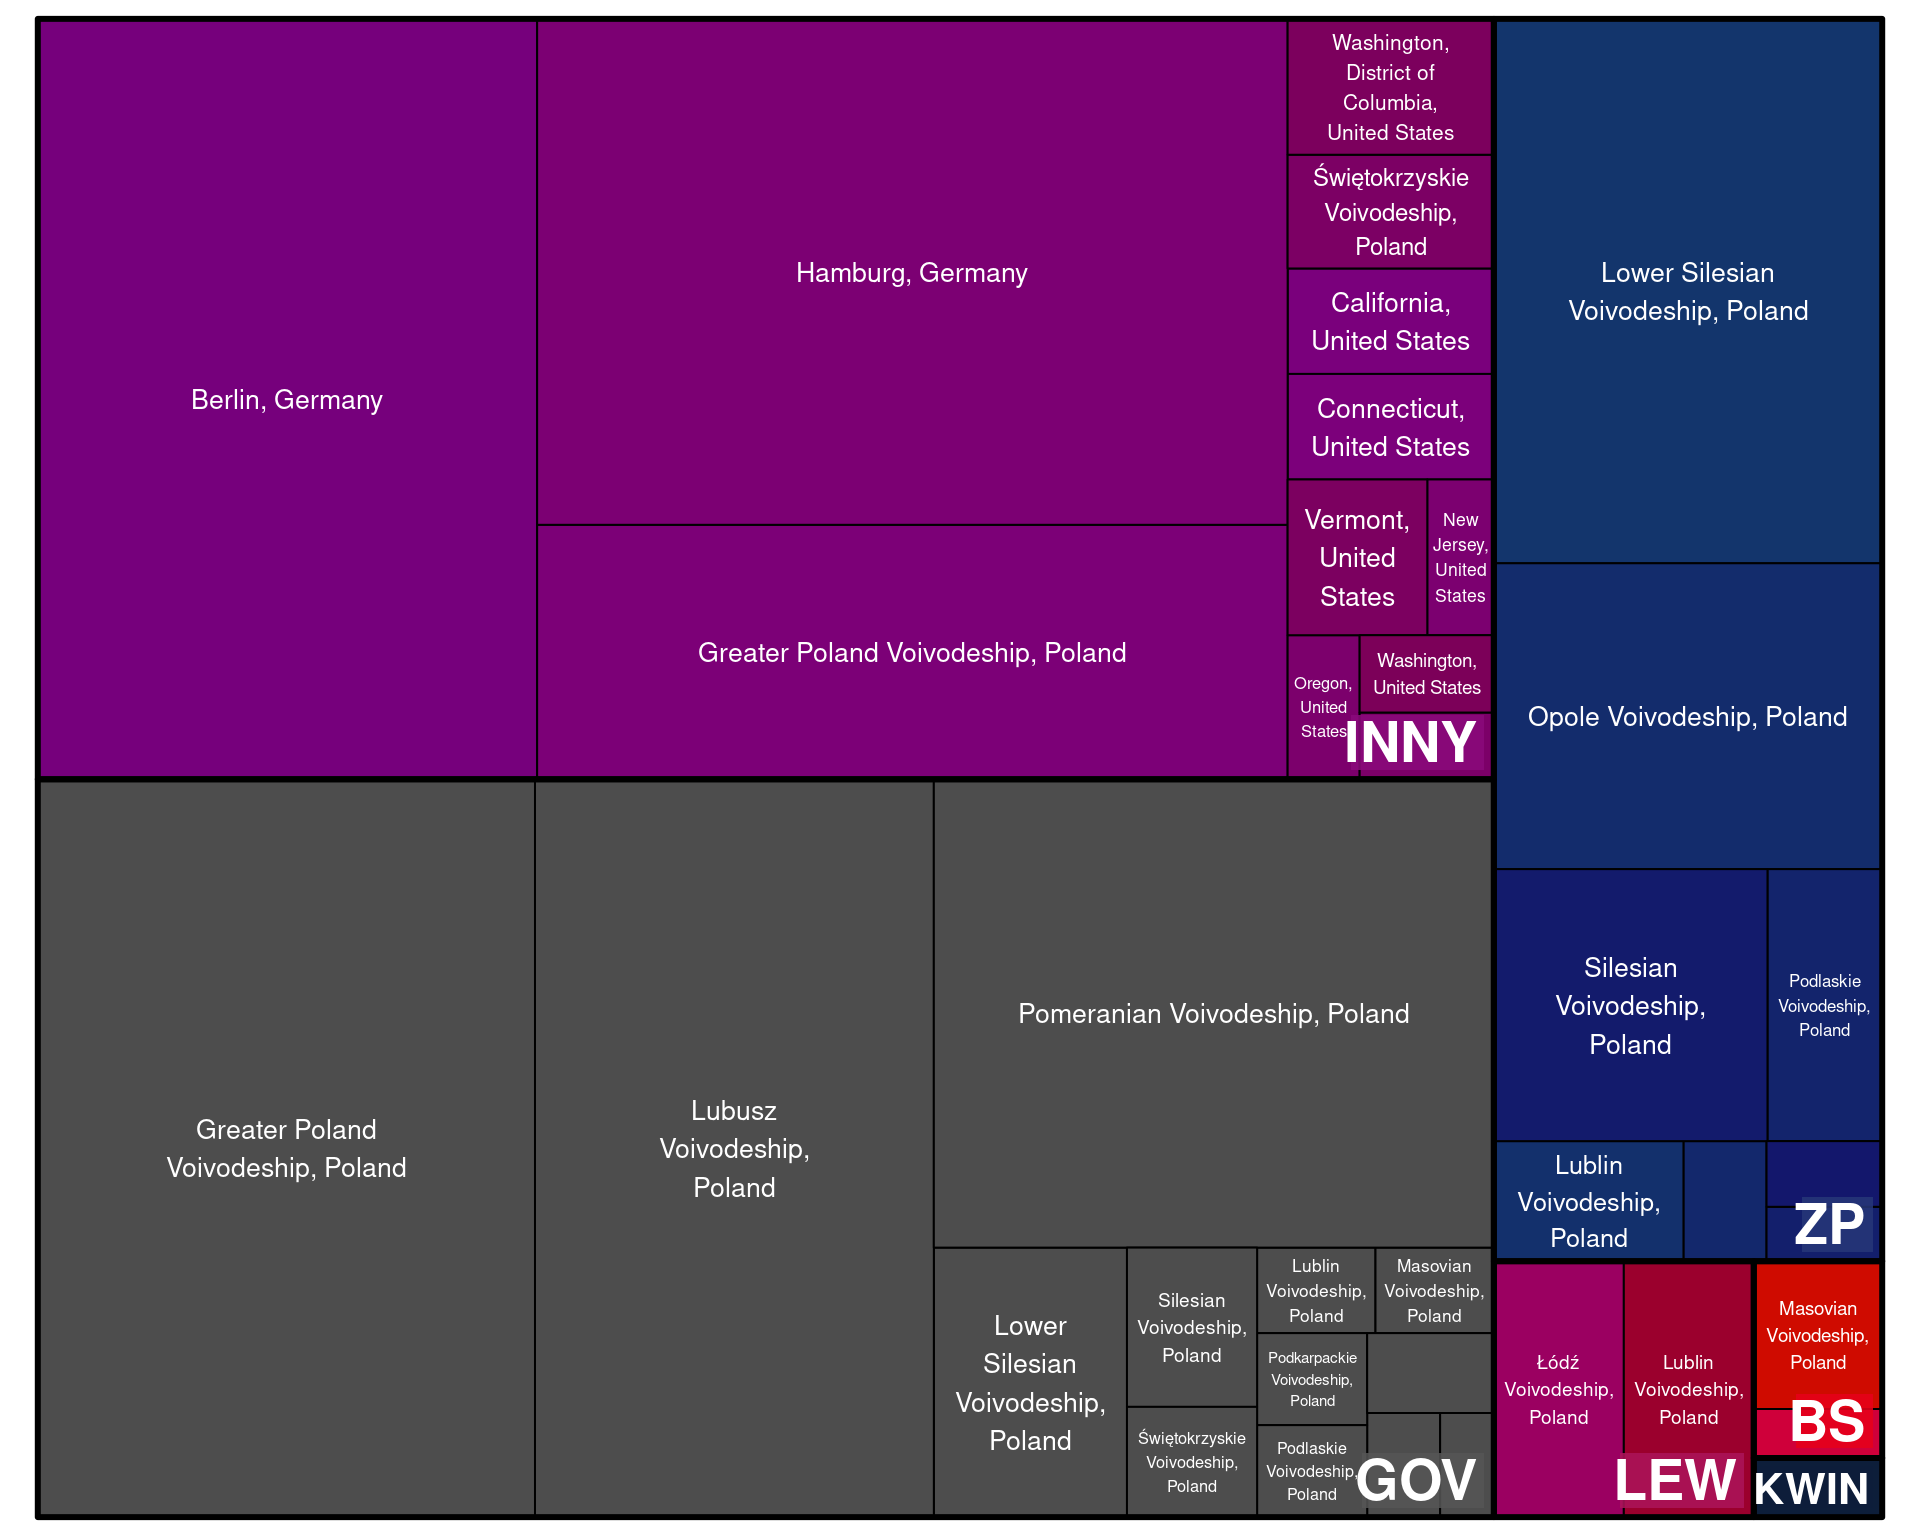 Berlin, Germany
Hamburg, Germany
Greater Poland Voivodeship, Poland
Washington,
District of
Columbia,
United States
Świętokrzyskie
Voivodeship,
Poland
California,
United States
Connecticut,
United States
Vermont,
United
States
New
Jersey,
United
States
Oregon,
United
States
Washington,
United States
INNY
Greater Poland
Voivodeship, Poland
Lubusz
Voivodeship,
Poland
Pomeranian Voivodeship, Poland
Lower
Silesian
Voivodeship,
Poland
Silesian
Voivodeship,
Poland
Świętokrzyskie
Voivodeship,
Poland
Lublin
Voivodeship,
Poland
Masovian
Voivodeship,
Poland
Podkarpackie
Voivodeship,
Poland
Podlaskie
Voivodeship,
Poland
GOV
Lower Silesian
Voivodeship, Poland
Opole Voivodeship, Poland
Silesian
Voivodeship,
Poland
Podlaskie
Voivodeship,
Poland
Lublin
Voivodeship,
Poland
ZP
Łódź
Voivodeship,
Poland
Lublin
Voivodeship,
Poland
LEW
Masovian
Voivodeship,
Poland
BS
KWIN